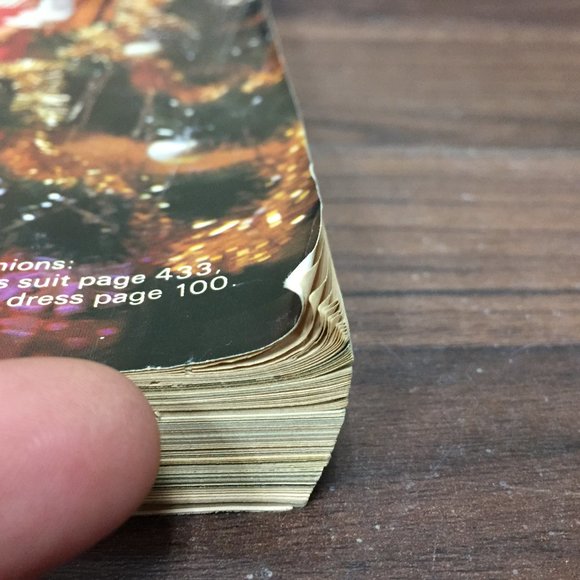 nions:
s suit page 433,
dress page 100.